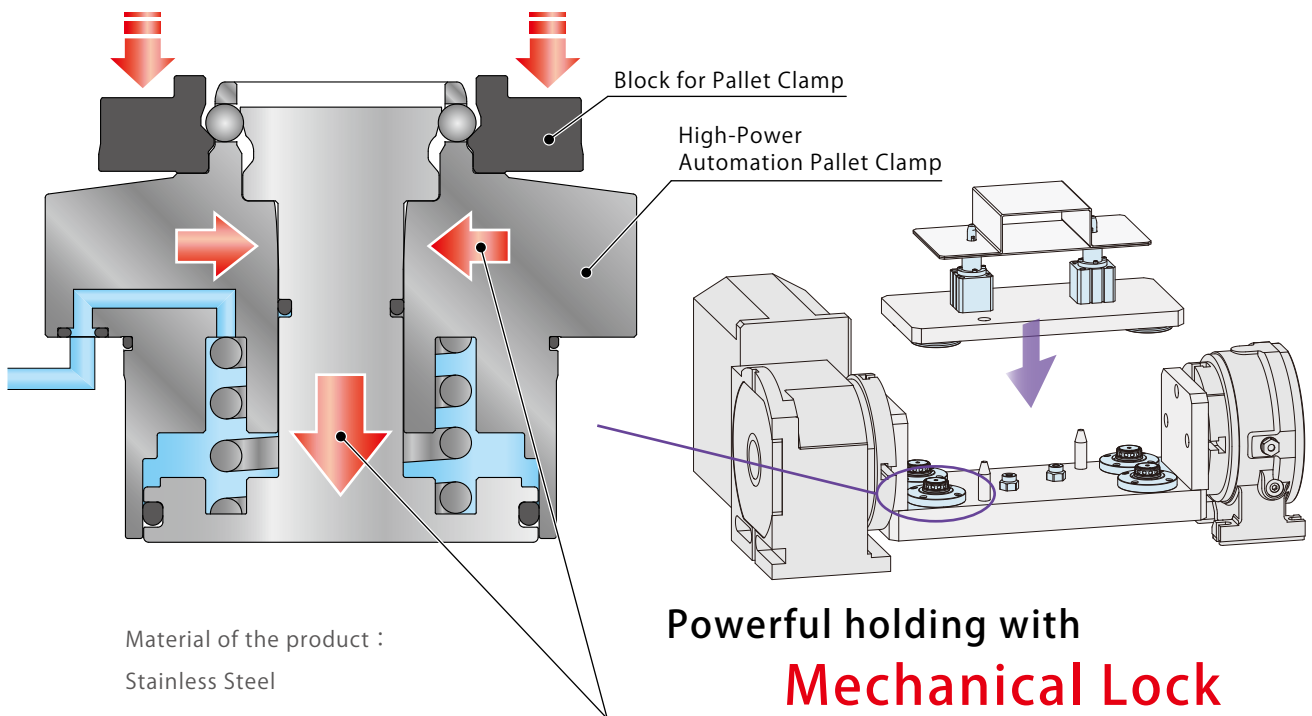 Block for Pallet Clamp
High-Power
Automation Pallet Clamp
Material of the product：
Stainless Steel
Powerful holding with
Mechanical Lock